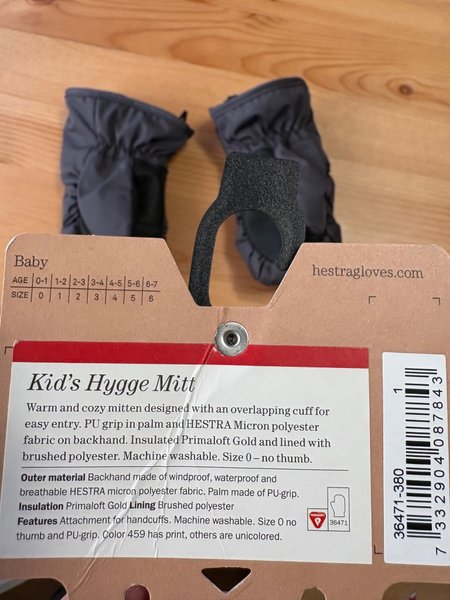 Baby
AGE 0-1 1-2 2-3 3-4 4-5 5-6 6-7
SIZE 0 1 2 3 4 5 6
hestragloves.com
Kid's Hygge Mitt
Warm and cozy mitten designed with an overlapping cuff for
easy entry. PU grip in palm and HESTRA Micron polyester
fabric on backhand. Insulated Primaloft Gold and lined with
brushed polyester. Machine washable. Size 0 – no thumb.
Outer material Backhand made of windproof, waterproof and
breathable HESTRA micron polyester fabric. Palm made of PU-grip.
Insulation Primaloft Gold Lining Brushed polyester
Features Attachment for handcuffs. Machine washable. Size 0 no
thumb and PU-grip. Color 459 has print, others are unicolored.
36471
36471-380
1
7 332904 087843